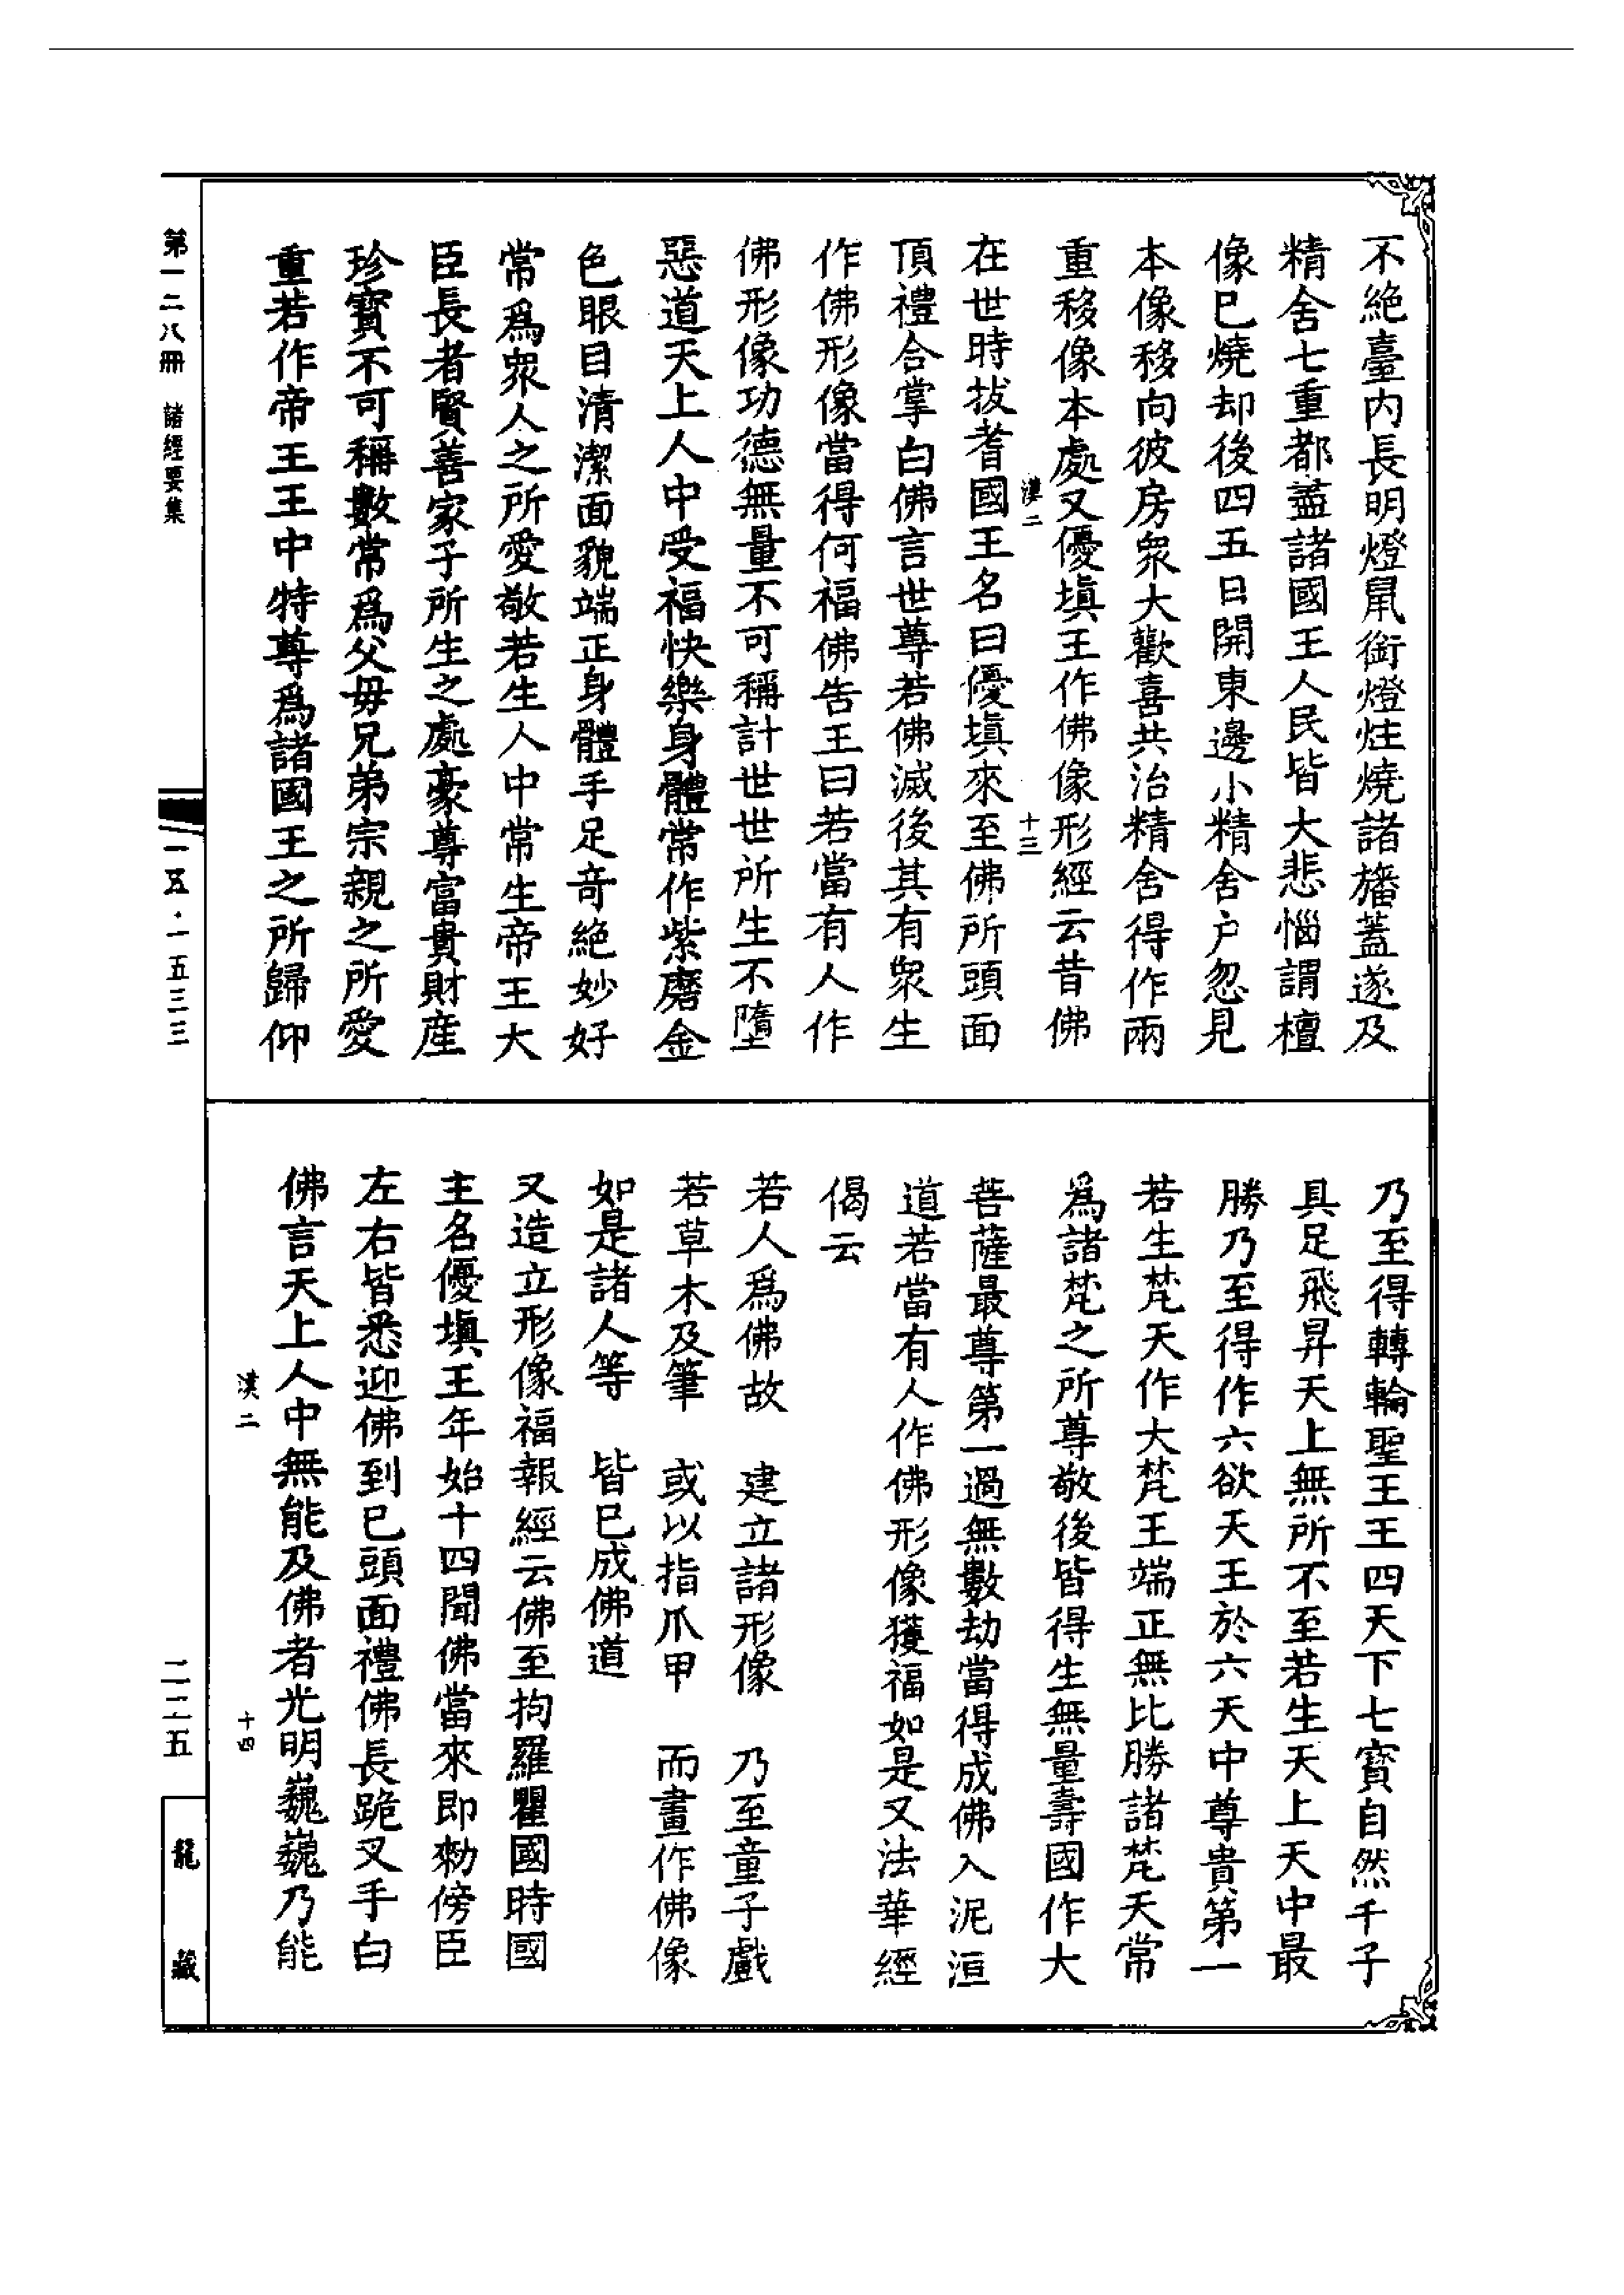 不絕臺內長明燈鼠銜燈炷燒諸旛蓋遂及
精舍七重都盡諸國王人民皆大悲惱謂檀
像已燒却後四五日開東邊小精舍戶忽見
本像移向彼房衆大歡喜共治精舍得作兩
重移像本處又優填王作佛像形經云昔佛
漢二
十三
在世時拔耆國王名曰優填來至佛所頭面
頂禮合掌白佛言世尊若佛滅後其有衆生
作佛形像當得何福佛告王曰若當有人作
佛形像功德無量不可稱計世世所生不墮
惡道天上人中受福快樂身體常作紫磨金
色眼目清潔面貌端正身體手足奇絕妙好
常爲衆人之所愛敬若生人中常生帝王大
臣長者賢善家子所生之處豪尊富貴財産
珍寶不可稱數常爲父毋兄弟宗親之所愛
重若作帝王王中特尊爲諸國王之所歸仰
乃至得轉輪聖王王四天下七寶自然千子
具足飛昇天上無所不至若生天上天中最
勝乃至得作六欲天王於六天中尊貴第一
若生梵天作大梵王端正無比勝諸梵天常
爲諸梵之所尊敬後皆得生無量壽國作大
菩薩最尊第一過無數劫當得成佛入泥洹
道若當有人作佛形像獲福如是又法華經
偈云
若人爲佛故　建立諸形像　乃至童子戲
若草木及筆　或以指爪甲　而畫作佛像
如是諸人等　皆已成佛道
又造立形像福報經云佛至拘羅瞿國時國
主名優填王年始十四聞佛當來即勑傍臣
左右皆悉迎佛到已頭面禮佛長跪叉手白
佛言天上人中無能及佛者光明巍巍乃能
漢二
十四
第一二八冊　諸經要集
一五·一五三三
二二五
龍藏